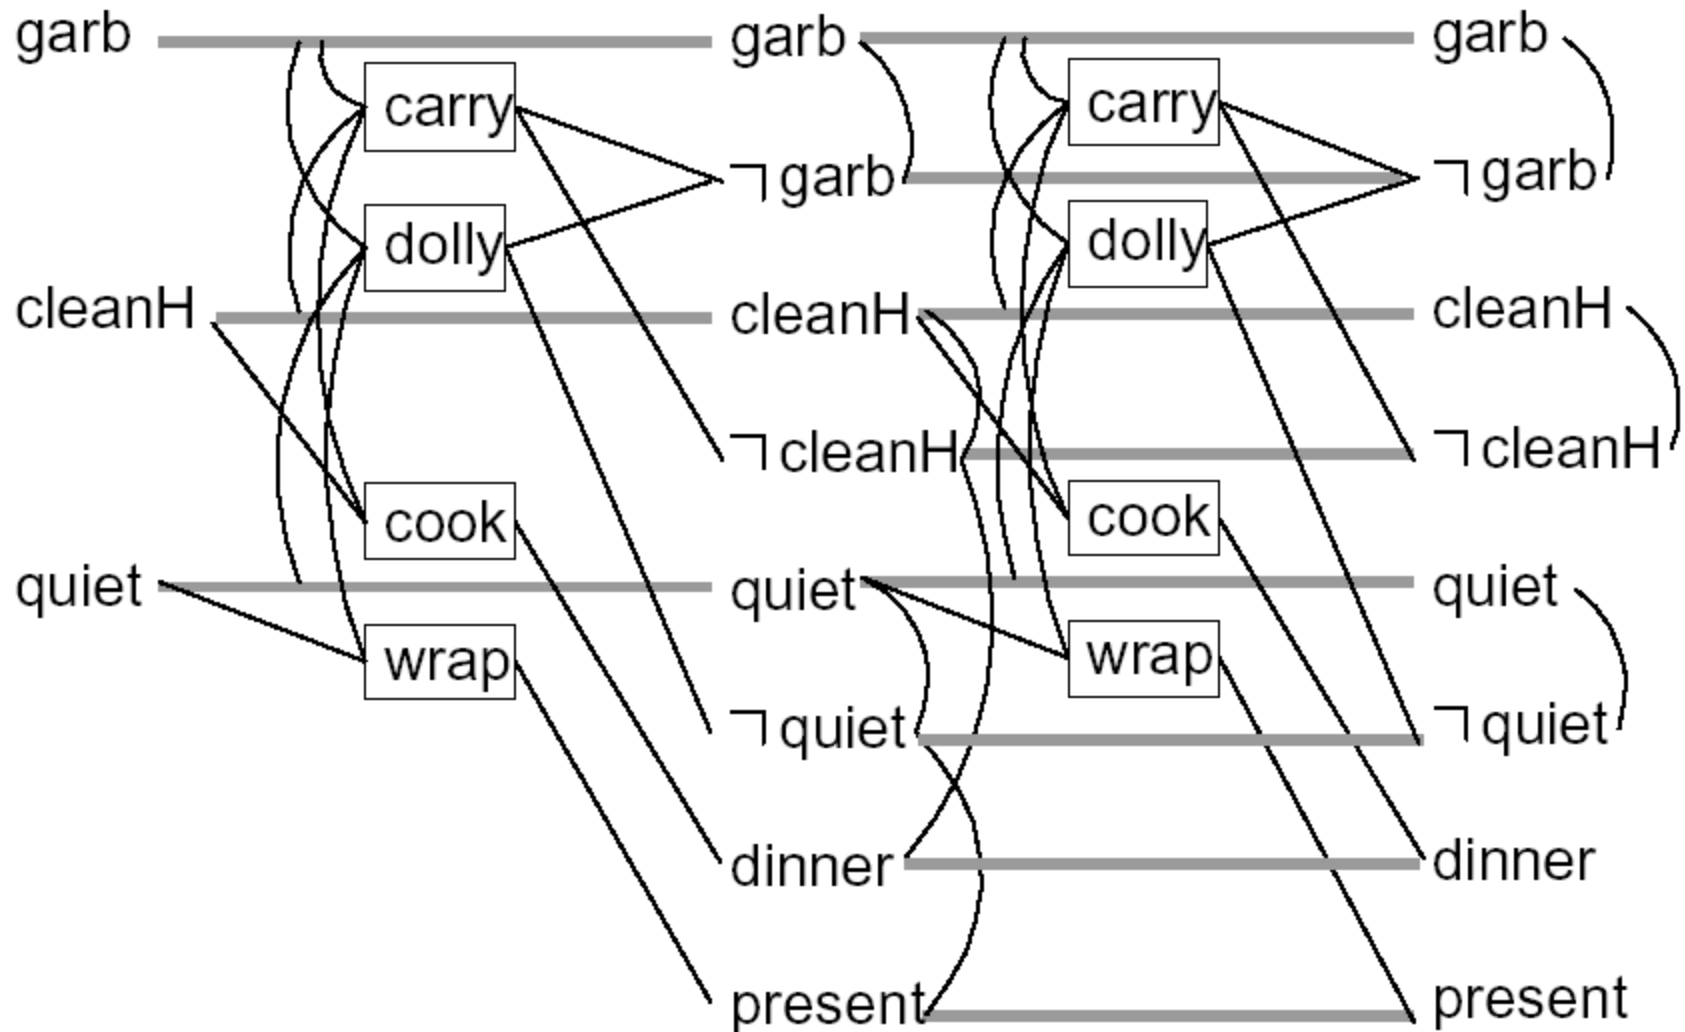 garb garb garb
carry carry
¬ garb ¬ garb
dolly dolly
cleanH cleanH cleanH
¬ cleanH ¬ cleanH
cook cook
quiet quiet quiet
wrap wrap
¬ quiet ¬ quiet
dinner dinner
present present